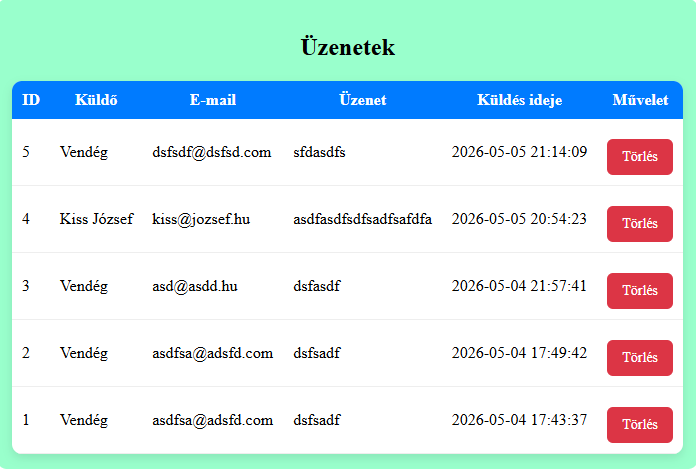 Üzenetek
ID Küldő E-mail Üzenet Küldés ideje Művelet
5 Vendég dsfsdf@dsfsd.com sfdasdfs 2026-05-05 21:14:09 Törlés
4 Kiss József kiss@jozsef.hu asdfasdfsdfsadfsafdfa 2026-05-05 20:54:23 Törlés
3 Vendég asd@asdd.hu dsfasdf 2026-05-04 21:57:41 Törlés
2 Vendég asdfsa@adsfd.com dsfsadf 2026-05-04 17:49:42 Törlés
1 Vendég asdfsa@adsfd.com dsfsadf 2026-05-04 17:43:37 Törlés